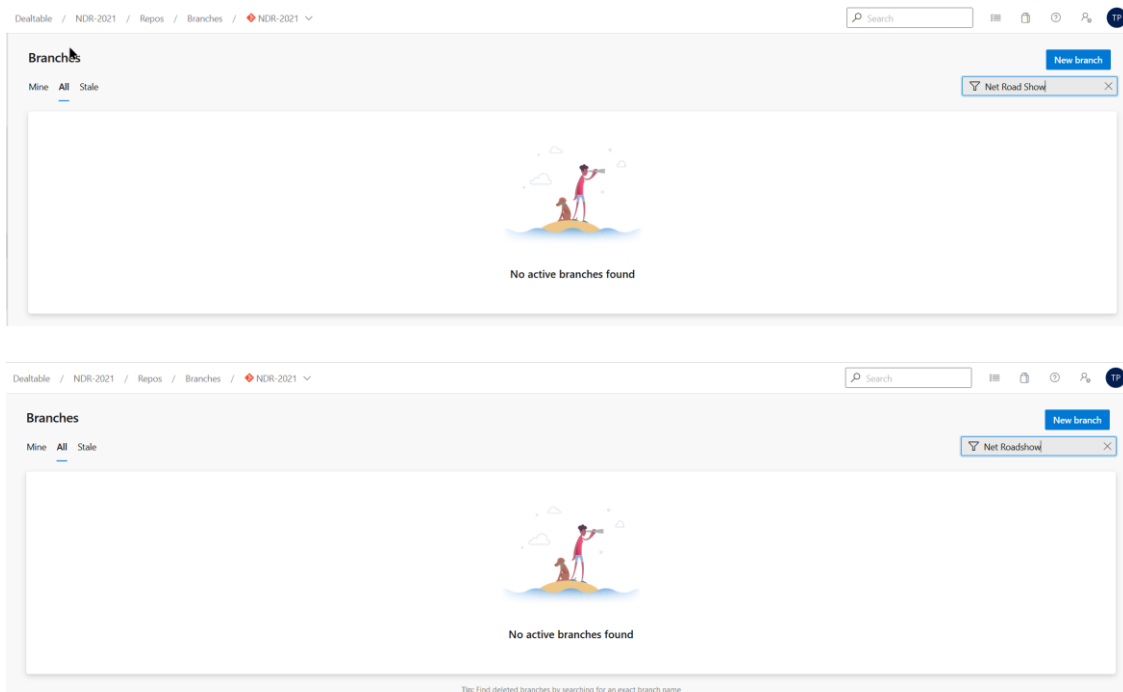 Dealtable / NDR-2021 / Repos / Branches / NDR-2021
Search
TP
Branches
New branch
Mine All Stale
Net Road Show
No active branches found
Dealtable / NDR-2021 / Repos / Branches / NDR-2021
Search
TP
Branches
New branch
Mine All Stale
Net Roadshow
No active branches found
Tip: Find deleted branches by searching for an exact branch name